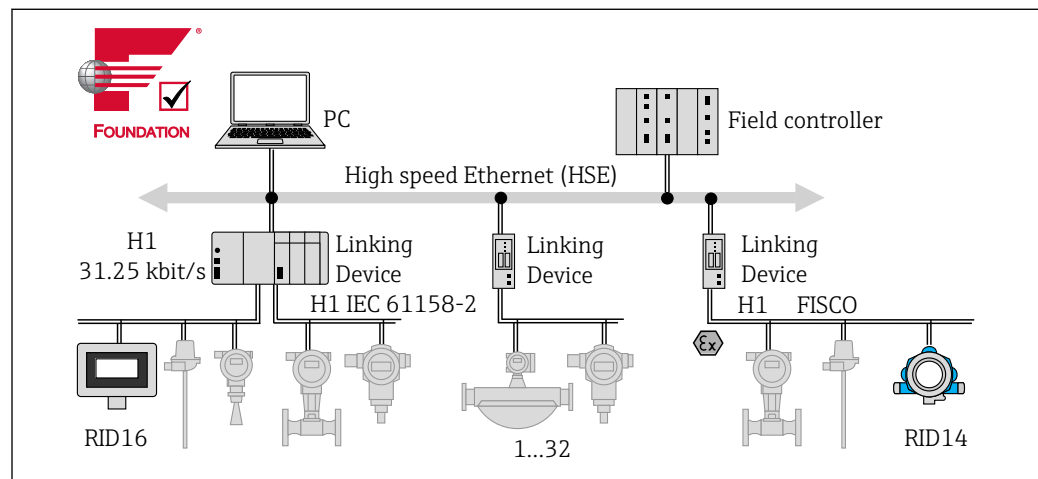 ®
FOUNDATION
PC
Field controller
High speed Ethernet (HSE)
H1
31.25 kbit/s
Linking
Device
Linking
Device
Linking
Device
H1 IEC 61158-2
H1 FISCO
Ex
RID16
1...32
RID14